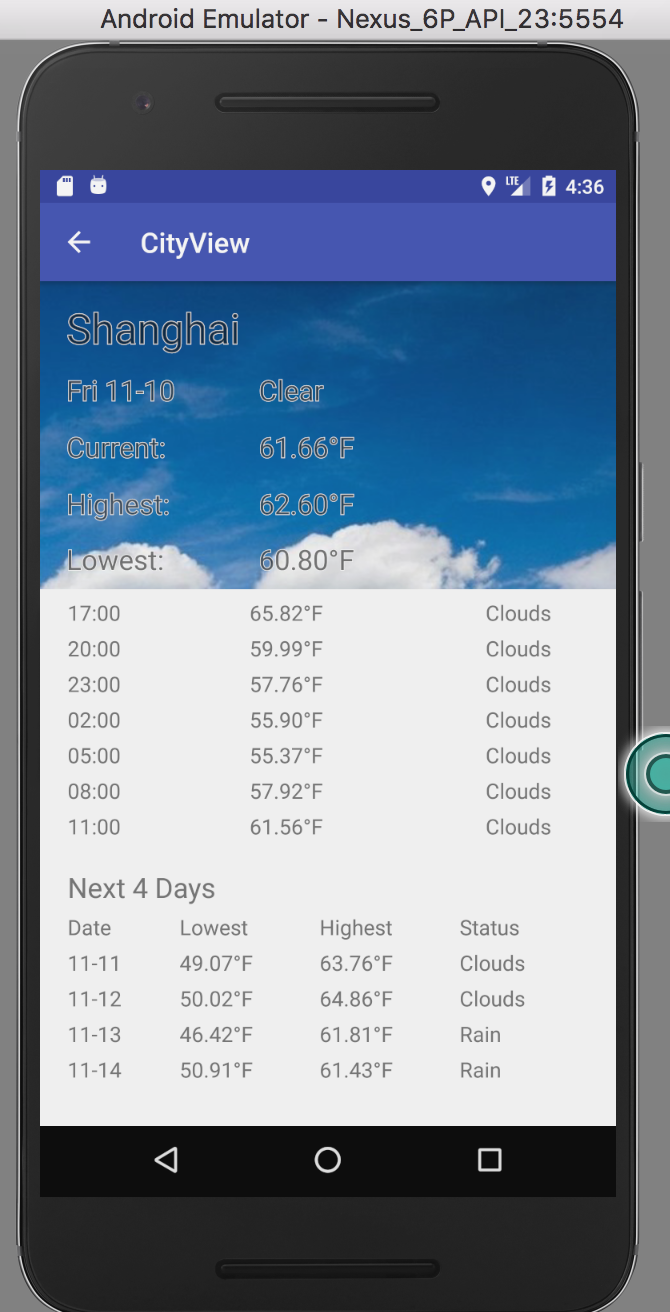 Android Emulator - Nexus_6P_API_23:5554
LTE 4:36
CityView
Shanghai
Fri 11-10 Clear
Current: 61.66°F
Highest: 62.60°F
Lowest: 60.80°F
17:00 65.82°F Clouds
20:00 59.99°F Clouds
23:00 57.76°F Clouds
02:00 55.90°F Clouds
05:00 55.37°F Clouds
08:00 57.92°F Clouds
11:00 61.56°F Clouds
Next 4 Days
Date Lowest Highest Status
11-11 49.07°F 63.76°F Clouds
11-12 50.02°F 64.86°F Clouds
11-13 46.42°F 61.81°F Rain
11-14 50.91°F 61.43°F Rain